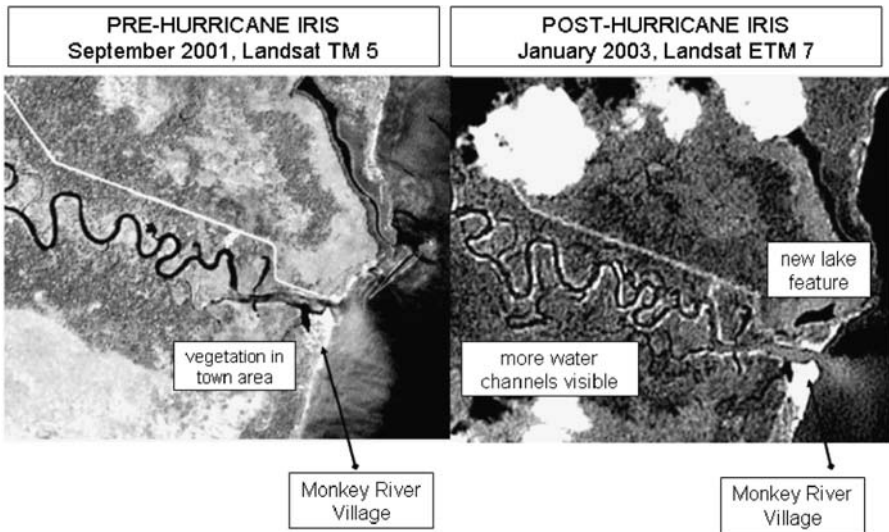 PRE-HURRICANE IRIS
September 2001, Landsat TM 5
POST-HURRICANE IRIS
January 2003, Landsat ETM 7
vegetation in
town area
Monkey River
Village
new lake
feature
more water
channels visible
Monkey River
Village